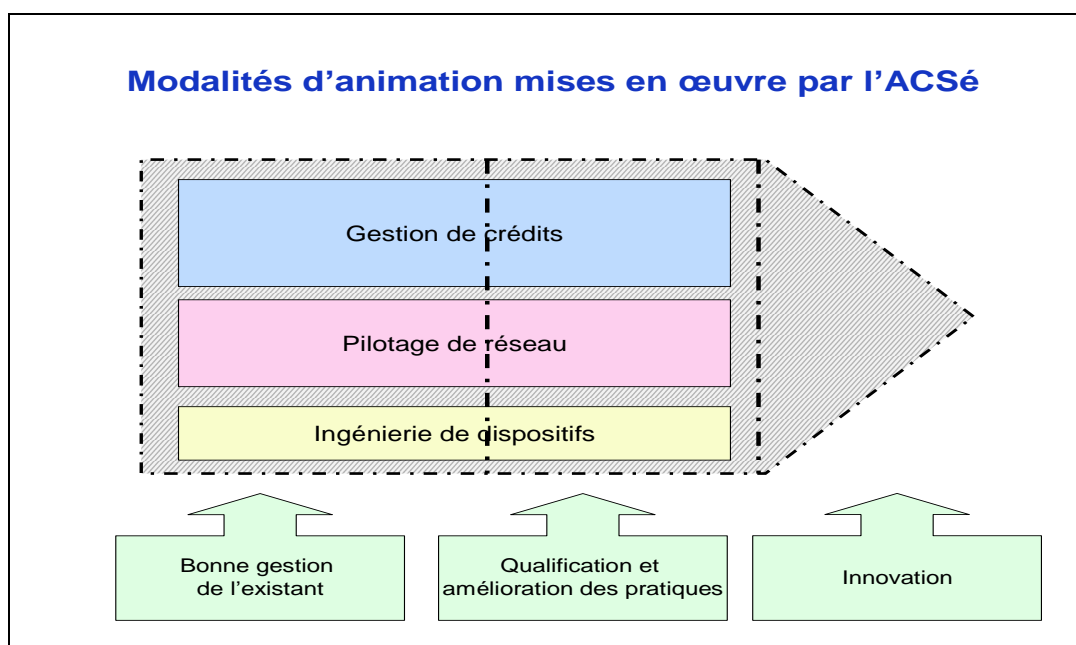 Modalités d'animation mises en œuvre par l'ACSé
Gestion de crédits
Pilotage de réseau
Ingénierie de dispositifs
Bonne gestion
de l'existant
Qualification et
amélioration des pratiques
Innovation